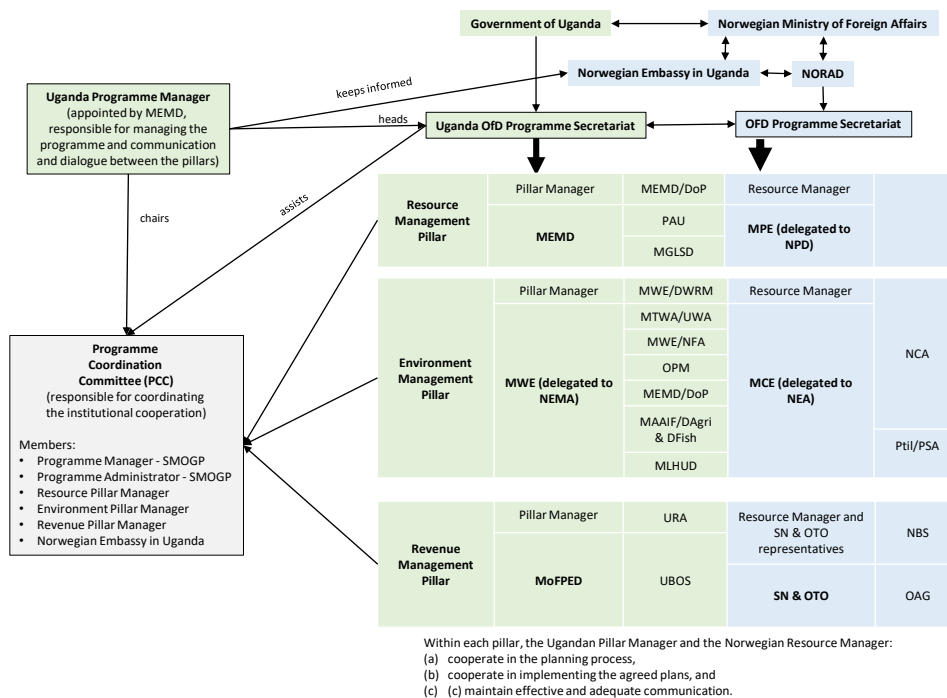 Government of Uganda
Norwegian Ministry of Foreign Affairs
Norwegian Embassy in Uganda
NORAD
Uganda Programme Manager
(appointed by MEMD,
responsible for managing the
programme and communication
and dialogue between the pillars)
keeps informed
heads
Uganda OfD Programme Secretariat
OFD Programme Secretariat
chairs
assists
Resource
Management
Pillar
Pillar Manager
MEMD
MEMD/DoP
PAU
MGLSD
Resource Manager
MPE (delegated to
NPD)
Environment
Management
Pillar
Pillar Manager
MWE (delegated to
NEMA)
MWE/DWRM
MTWA/UWA
MWE/NFA
OPM
MEMD/DoP
MAAIF/DAgri
& DFish
MLHUD
Resource Manager
MCE (delegated to
NEA)
NCA
Ptil/PSA
Programme
Coordination
Committee (PCC)
(responsible for coordinating
the institutional cooperation)
Members:
• Programme Manager - SMOGP
• Programme Administrator - SMOGP
• Resource Pillar Manager
• Environment Pillar Manager
• Revenue Pillar Manager
• Norwegian Embassy in Uganda
Revenue
Management
Pillar
Pillar Manager
MoFPED
URA
UBOS
Resource Manager and
SN & OTO
representatives
SN & OTO
NBS
OAG
Within each pillar, the Ugandan Pillar Manager and the Norwegian Resource Manager:
(a) cooperate in the planning process,
(b) cooperate in implementing the agreed plans, and
(c) (c) maintain effective and adequate communication.